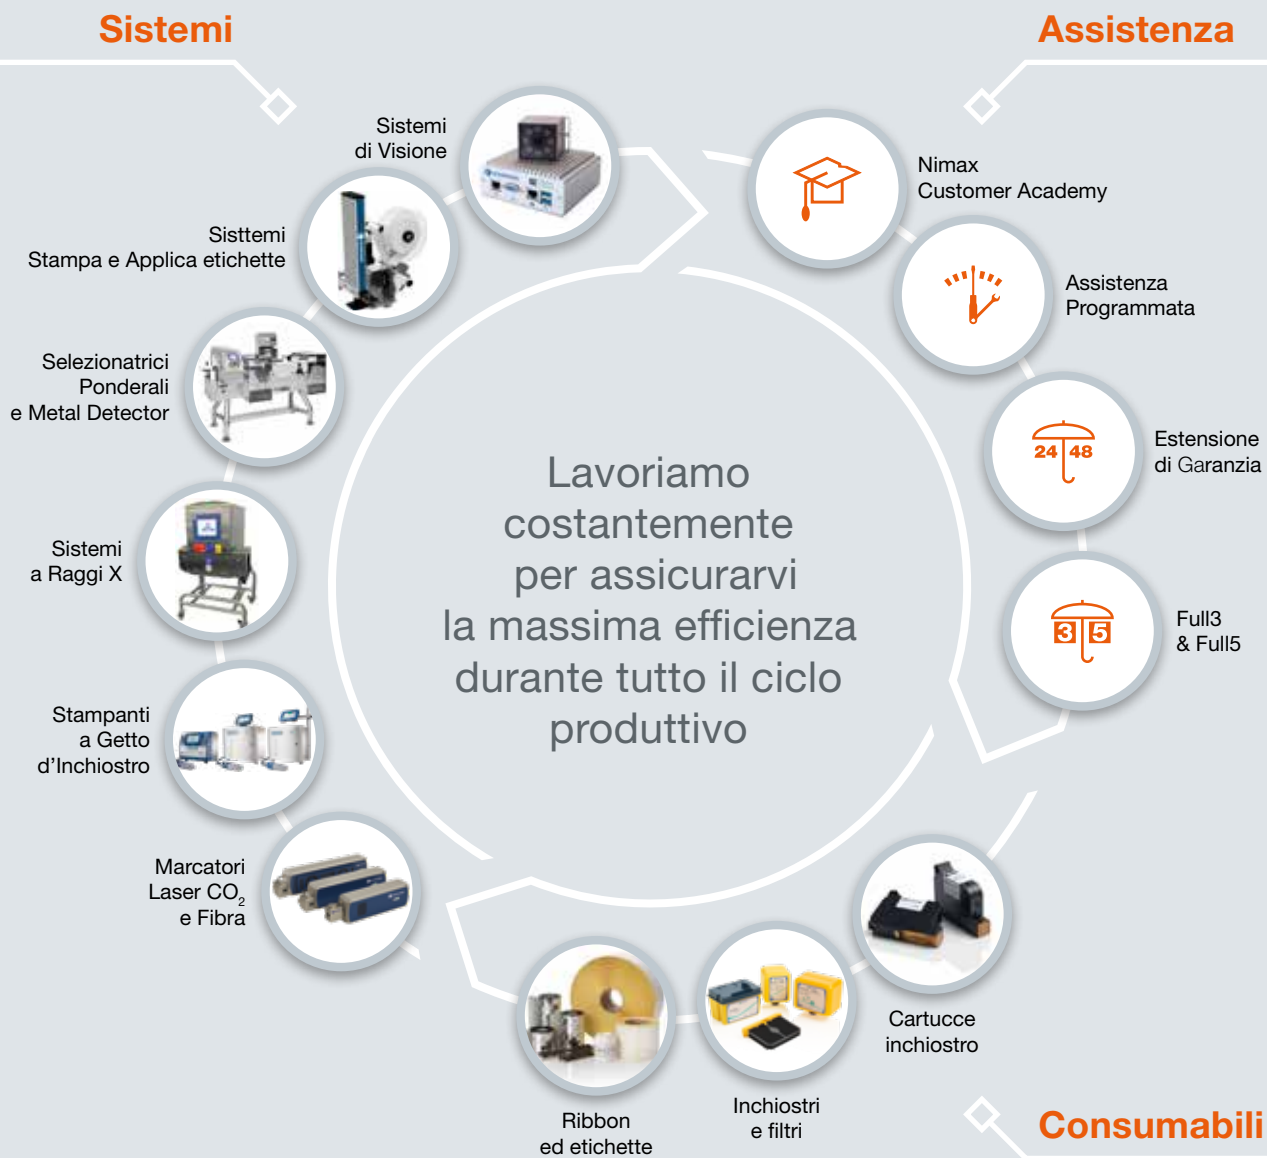 Sistemi
Assistenza
Sistemi
di Visione
Sisttemi
Stampa e Applica etichette
Selezionatrici
Ponderali
e Metal Detector
Sistemi
a Raggi X
Stampanti
a Getto
d’Inchiostro
Marcatori
Laser CO₂
e Fibra
Nimax
Customer Academy
Assistenza
Programmata
24 48
Estensione
di Garanzia
3 5
Full3
& Full5
Lavoriamo
costantemente
per assicurarvi
la massima efficienza
durante tutto il ciclo
produttivo
Cartucce
inchiostro
Inchiostri
e filtri
Ribbon
ed etichette
Consumabili